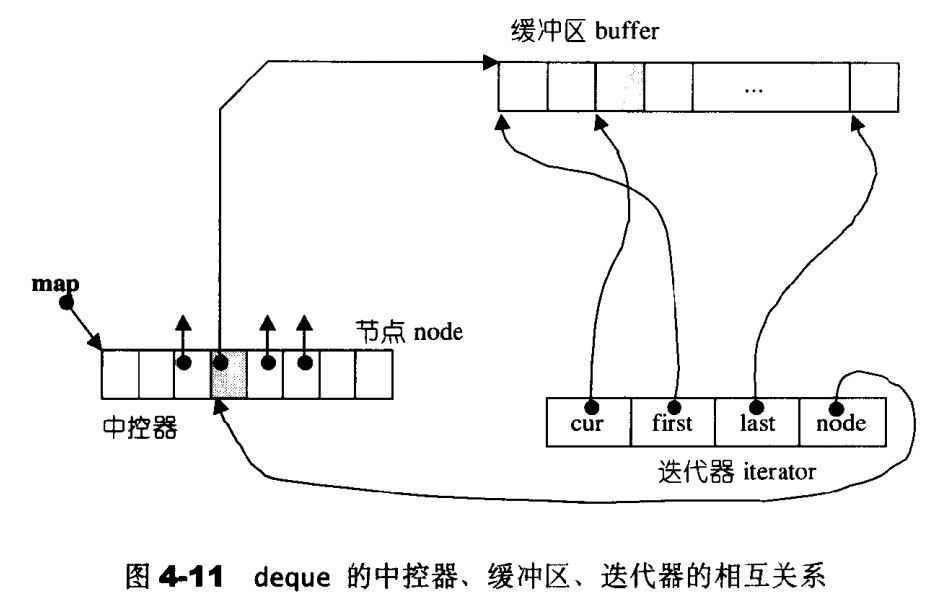 缓冲区 buffer
...
map
节点 node
中控器
cur first last node
迭代器 iterator
图 4-11 deque 的中控器、缓冲区、迭代器的相互关系